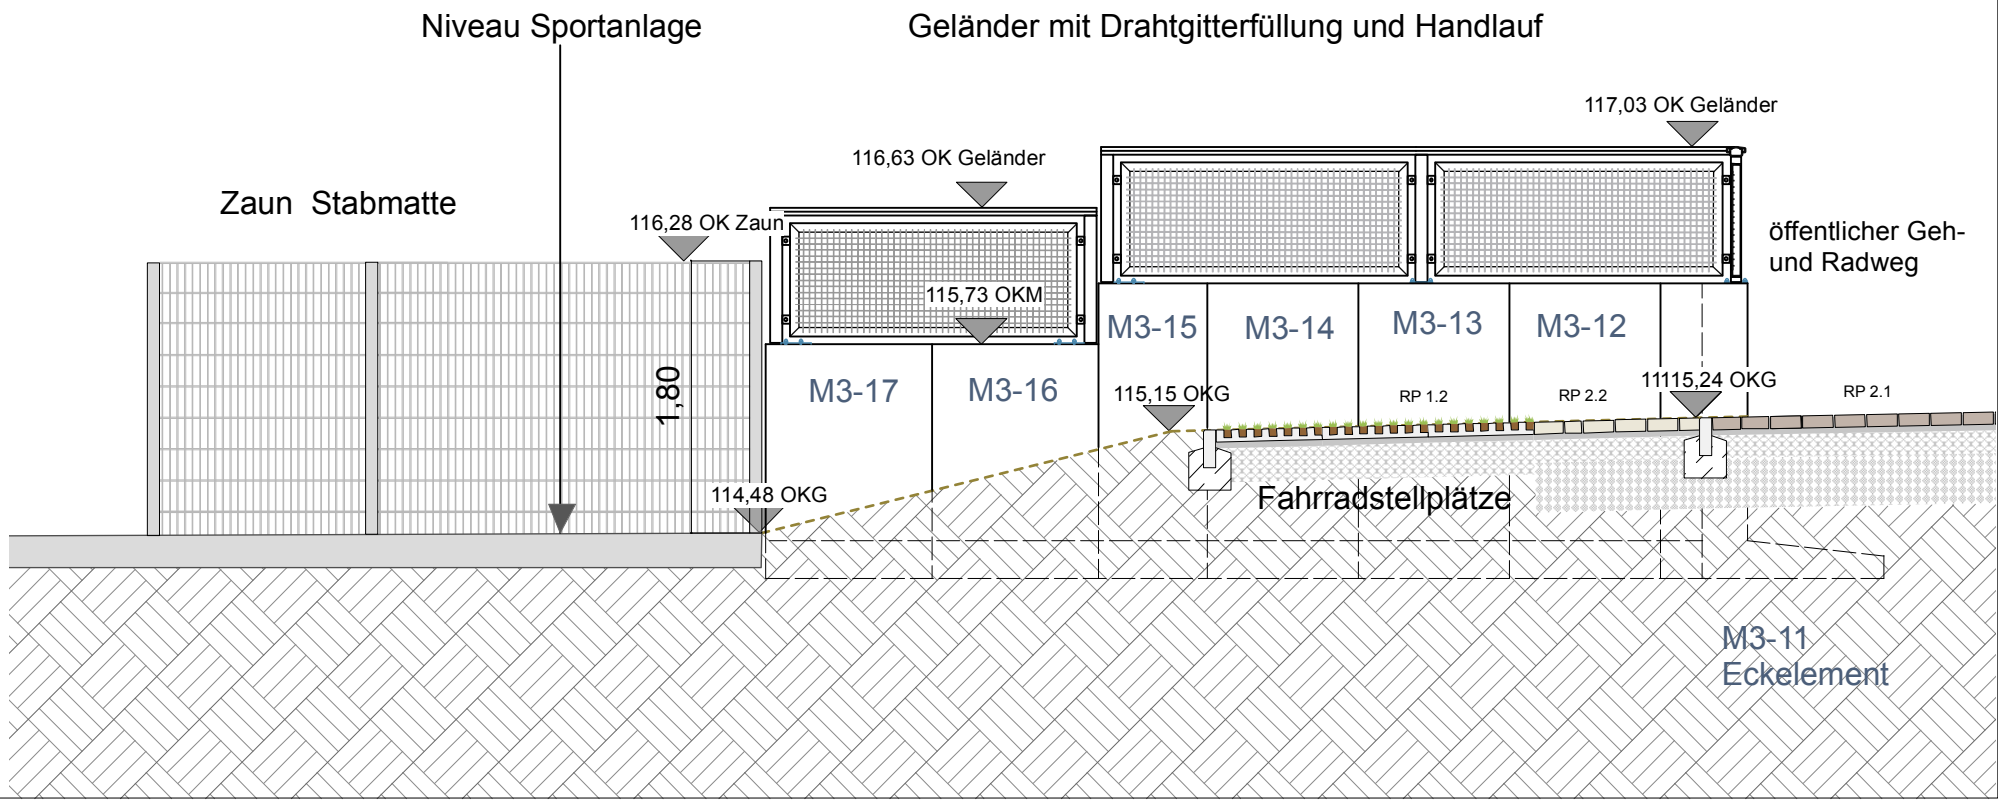 Niveau Sportanlage
Geländer mit Drahtgitterfüllung und Handlauf
117,03 OK Geländer
116,63 OK Geländer
Zaun Stabmatte
116,28 OK Zaun
öffentlicher Geh-
und Radweg
115,73 OKM
M3-15
M3-14
M3-13
M3-12
1,80
M3-17
M3-16
115,15 OKG
RP 1.2
RP 2.2
11115,24 OKG
RP 2.1
114,48 OKG
Fahrradstellplätze
M3-11
Eckelement